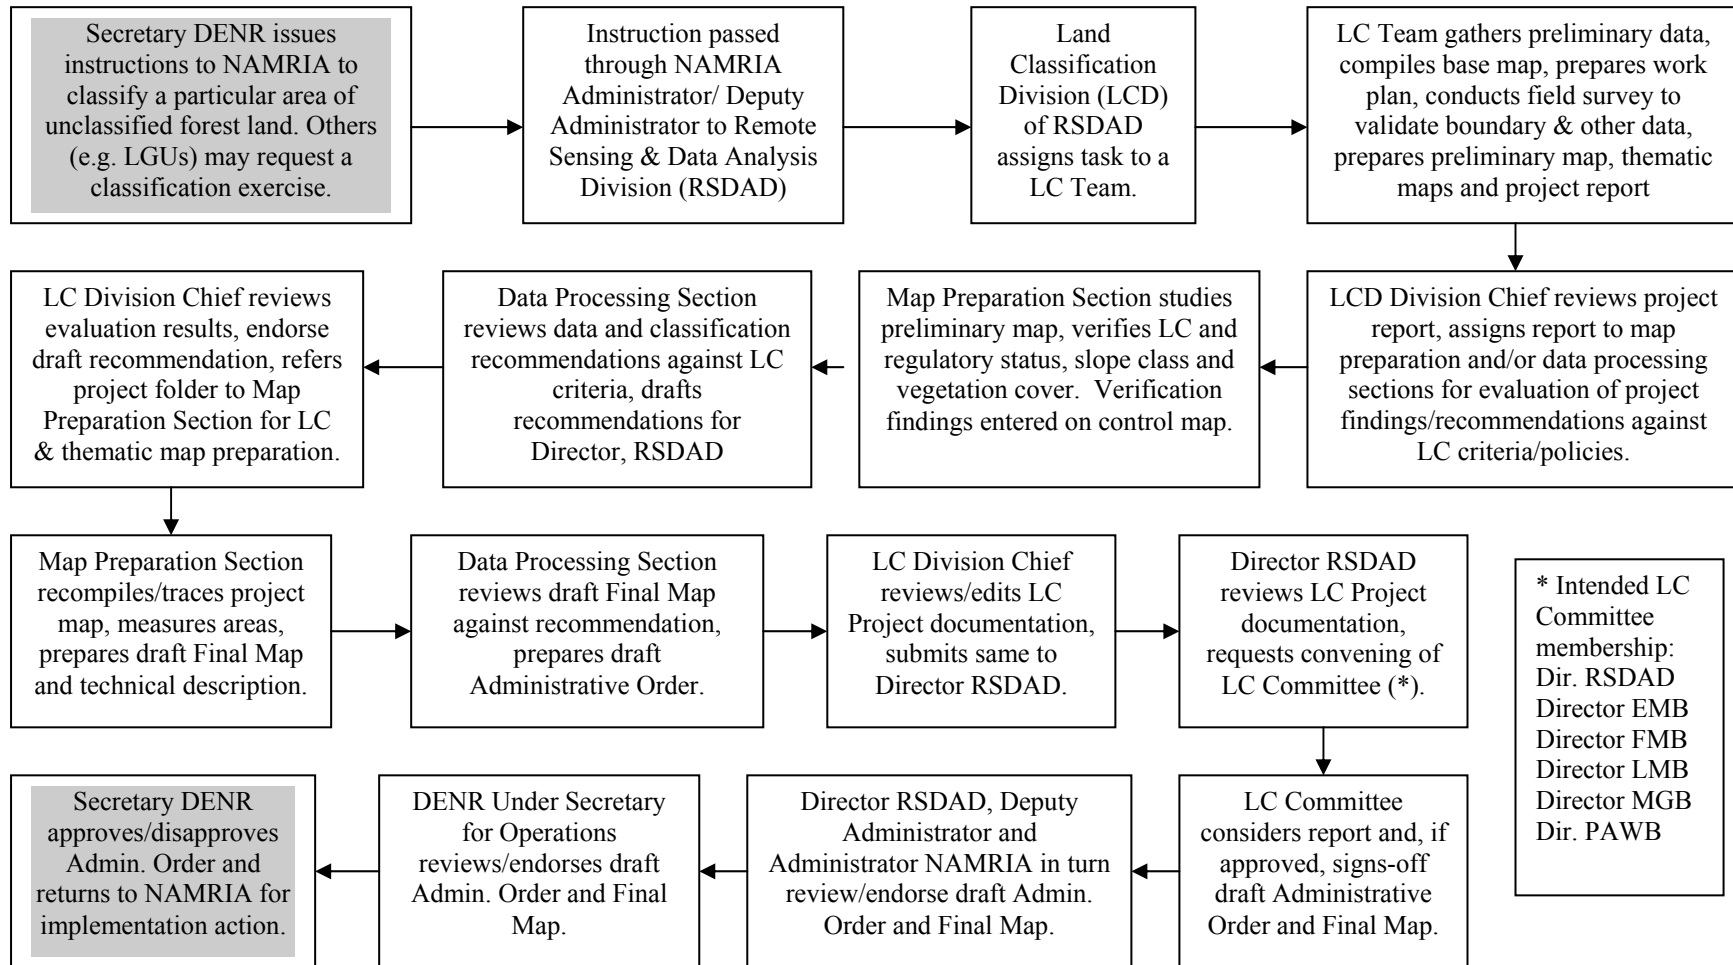 Secretary DENR issues
instructions to NAMRIA to
classify a particular area of
unclassified forest land. Others
(e.g. LGUs) may request a
classification exercise.
Instruction passed
through NAMRIA
Administrator/ Deputy
Administrator to Remote
Sensing & Data Analysis
Division (RSDAD)
Land
Classification
Division (LCD)
of RSDAD
assigns task to a
LC Team.
LC Team gathers preliminary data,
compiles base map, prepares work
plan, conducts field survey to
validate boundary & other data,
prepares preliminary map, thematic
maps and project report
LCD Division Chief reviews project
report, assigns report to map
preparation and/or data processing
sections for evaluation of project
findings/recommendations against
LC criteria/policies.
Map Preparation Section studies
preliminary map, verifies LC and
regulatory status, slope class and
vegetation cover. Verification
findings entered on control map.
Data Processing Section
reviews data and classification
recommendations against LC
criteria, drafts
recommendations for
Director, RSDAD
LC Division Chief reviews
evaluation results, endorse
draft recommendation, refers
project folder to Map
Preparation Section for LC
& thematic map preparation.
Map Preparation Section
recompiles/traces project
map, measures areas,
prepares draft Final Map
and technical description.
Data Processing Section
reviews draft Final Map
against recommendation,
prepares draft
Administrative Order.
LC Division Chief
reviews/edits LC
Project documentation,
submits same to
Director RSDAD.
Director RSDAD
reviews LC Project
documentation,
requests convening of
LC Committee (*).
* Intended LC
Committee
membership:
Dir. RSDAD
Director EMB
Director FMB
Director LMB
Director MGB
Dir. PAWB
LC Committee
considers report and, if
approved, signs-off
draft Administrative
Order and Final Map.
Director RSDAD, Deputy
Administrator and
Administrator NAMRIA in turn
review/endorse draft Admin.
Order and Final Map.
DENR Under Secretary
for Operations
reviews/endorses draft
Admin. Order and Final
Map.
Secretary DENR
approves/disapproves
Admin. Order and
returns to NAMRIA for
implementation action.